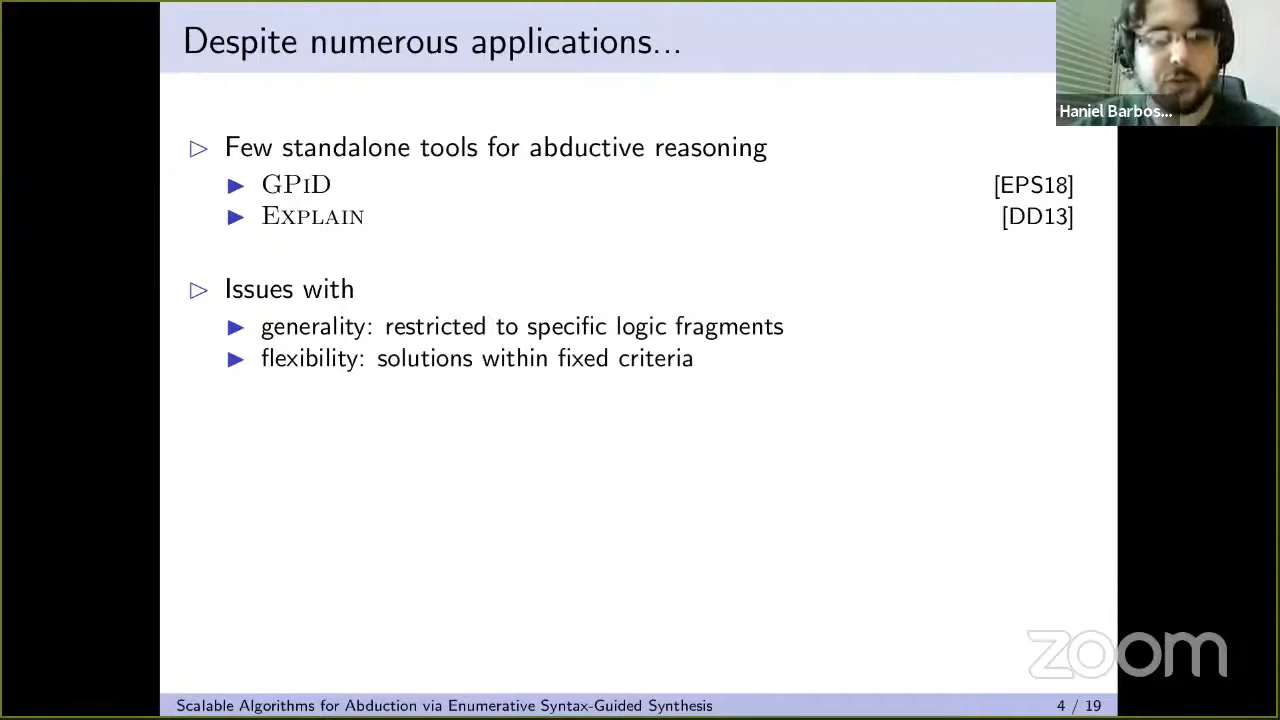 Despite numerous applications...
Haniel Barbos...
▷ Few standalone tools for abductive reasoning
▶ GPiD [EPS18]
▶ Explain [DD13]
▷ Issues with
▶ generality: restricted to specific logic fragments
▶ flexibility: solutions within fixed criteria
zoom
Scalable Algorithms for Abduction via Enumerative Syntax-Guided Synthesis 4 / 19